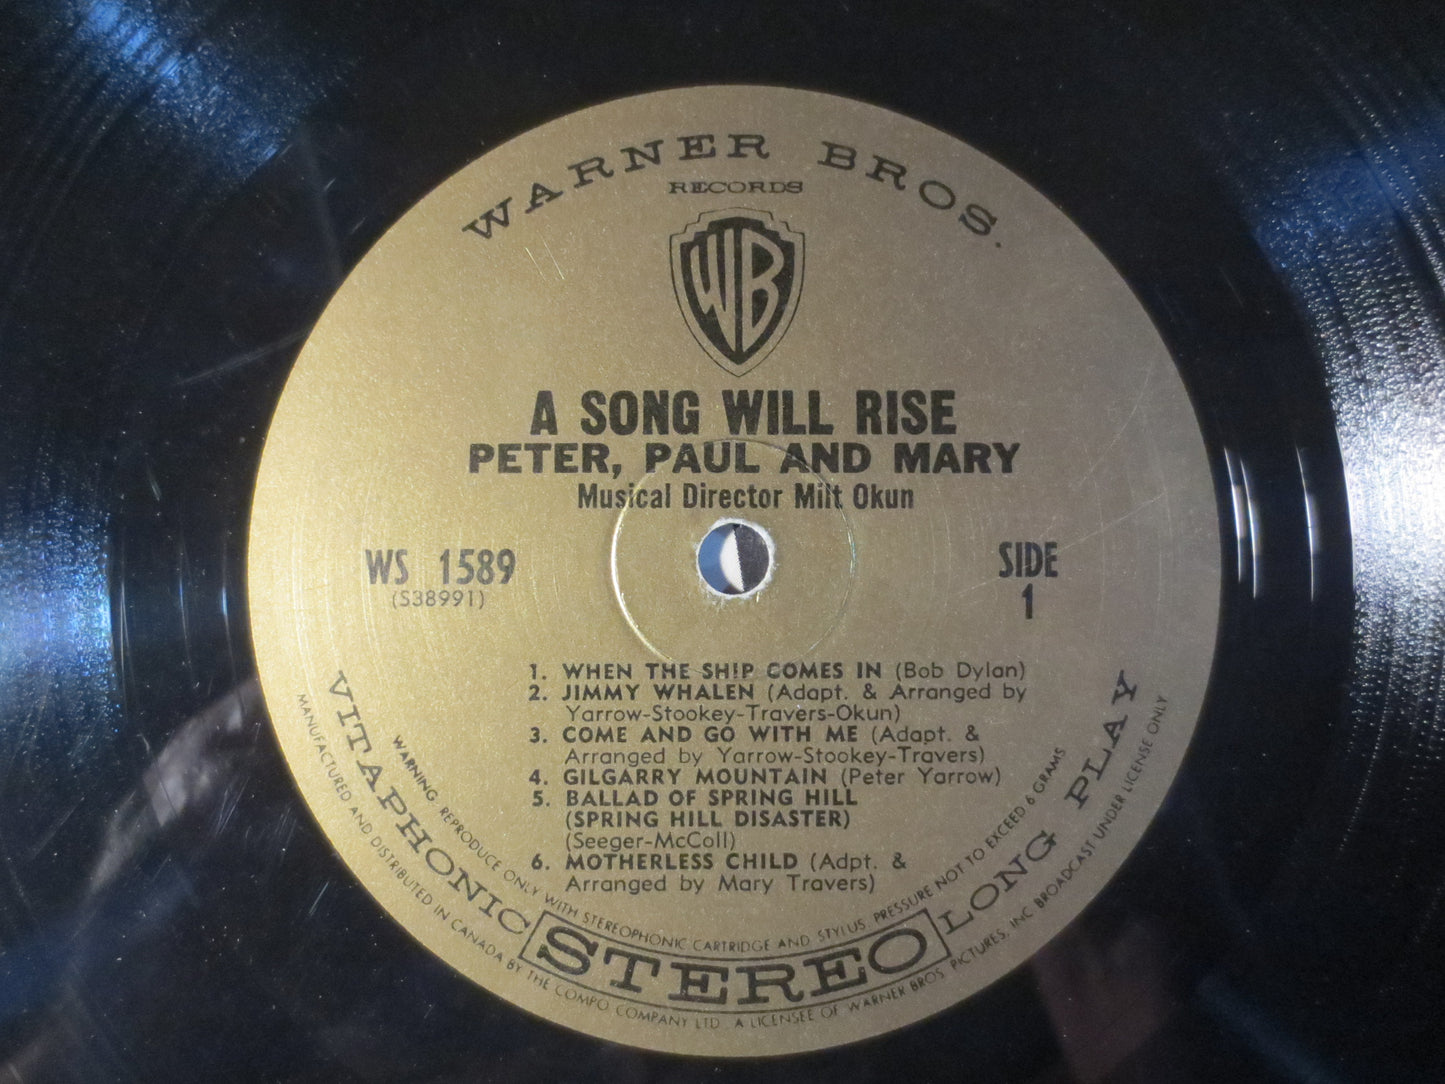 WARNER BROS.
RECORDS
WB
A SONG WILL RISE
PETER, PAUL AND MARY
Musical Director Milt Okun
WS 1589
(S38991)
SIDE
1
1. WHEN THE SHIP COMES IN (Bob Dylan)
2. JIMMY WHALEN (Adapt. & Arranged by
Yarrow-Stookey-Travers-Okun)
3. COME AND GO WITH ME (Adapt. &
Arranged by Yarrow-Stookey-Travers)
4. GILGARRY MOUNTAIN (Peter Yarrow)
5. BALLAD OF SPRING HILL
(SPRING HILL DISASTER)
(Seeger-McColl)
6. MOTHERLESS CHILD (Adpt. &
Arranged by Mary Travers)
WARNING REPRODUCE ONLY WITH STEREOPHONIC CARTRIDGE AND STYLUS PRESSURE NOT TO EXCEED 6 GRAMS
VITAPHONIC STEREO LONG PLAY
MANUFACTURED AND DISTRIBUTED IN CANADA BY THE COMPO COMPANY LTD. A LICENSEE OF WARNER BROS PICTURES, INC BROADCAST UNDER LICENSE ONLY